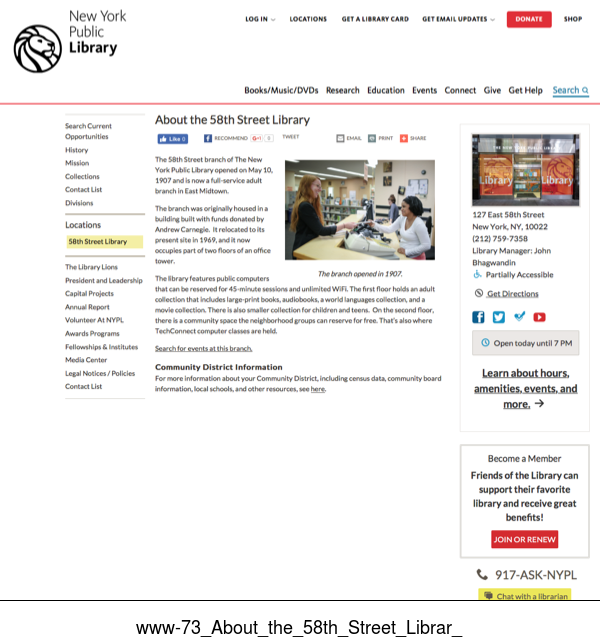 New York
Public
Library
LOG IN
LOCATIONS
GET A LIBRARY CARD
GET EMAIL UPDATES
DONATE
SHOP
Books/Music/DVDs Research Education Events Connect Give Get Help Search
Search Current
Opportunities
History
Mission
Collections
Contact List
Divisions
Locations
58th Street Library
The Library Lions
President and Leadership
Capital Projects
Annual Report
Volunteer At NYPL
Awards Programs
Fellowships & Institutes
Media Center
Legal Notices / Policies
Contact List
About the 58th Street Library
Like 0
RECOMMEND
G+1 0
TWEET
EMAIL
PRINT
SHARE
The 58th Street branch of The New
York Public Library opened on May 10,
1907 and is now a full-service adult
branch in East Midtown.
The branch was originally housed in a
building built with funds donated by
Andrew Carnegie. It relocated to its
present site in 1969, and it now
occupies part of two floors of an office
tower.
The branch opened in 1907.
The library features public computers
that can be reserved for 45-minute sessions and unlimited WiFi. The first floor holds an adult
collection that includes large-print books, audiobooks, a world languages collection, and a
movie collection. There is also smaller collection for children and teens. On the second floor,
there is a community space the neighborhood groups can reserve for free. That's also where
TechConnect computer classes are held.
Search for events at this branch.
Community District Information
For more information about your Community District, including census data, community board
information, local schools, and other resources, see here.
Library
Library
127 East 58th Street
New York, NY, 10022
(212) 759-7358
Library Manager: John
Bhagwandin
Partially Accessible
Get Directions
Open today until 7 PM
Learn about hours,
amenities, events, and
more. →
Become a Member
Friends of the Library can
support their favorite
library and receive great
benefits!
JOIN OR RENEW
917-ASK-NYPL
Chat with a librarian
www-73_About_the_58th_Street_Librar_